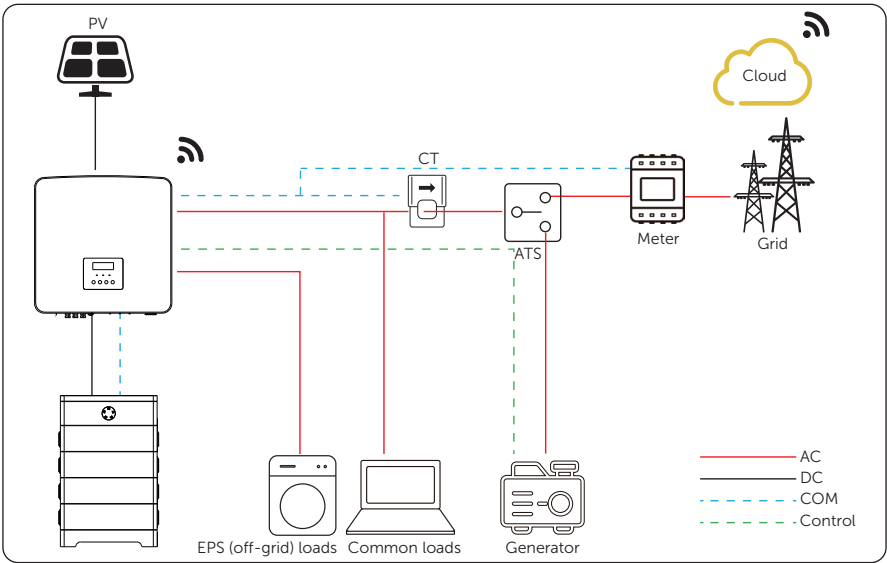 PV
Cloud
CT
Meter
Grid
ATS
EPS (off-grid) loads
Common loads
Generator
AC
DC
COM
Control